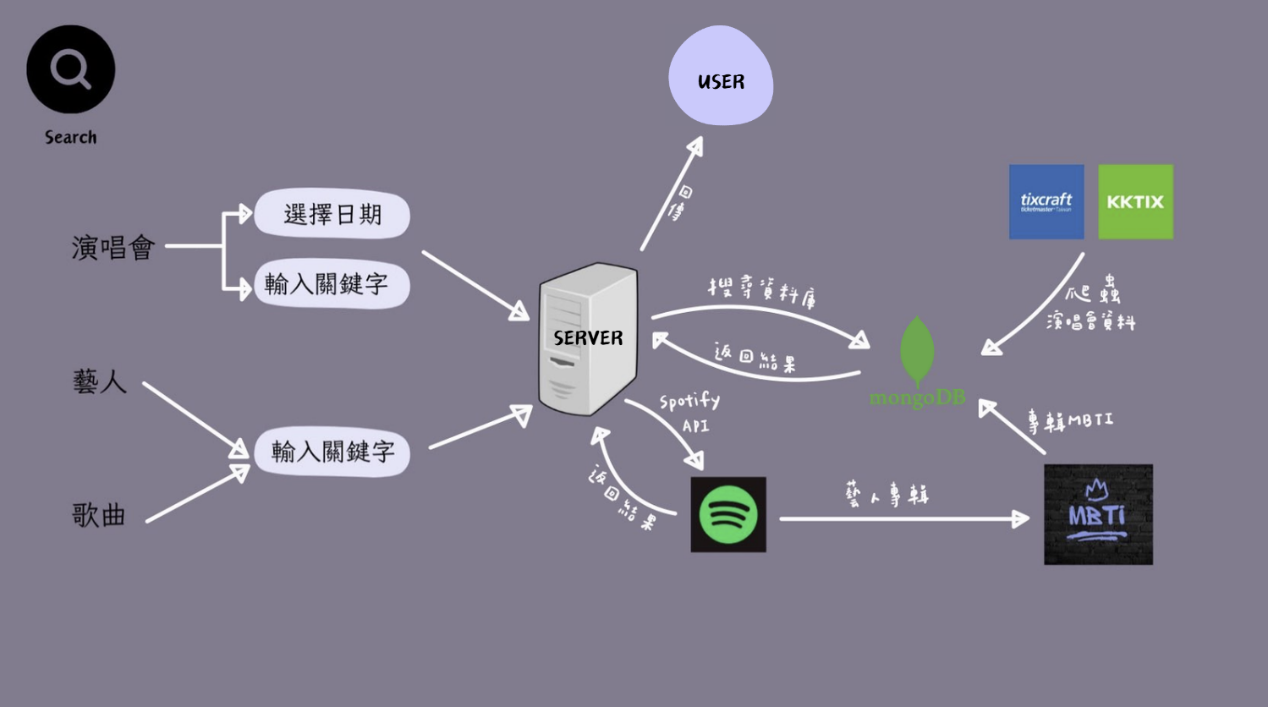 Search
USER
回傳
演唱會
選擇日期
輸入關鍵字
藝人
歌曲
輸入關鍵字
SERVER
搜尋資料庫
返回結果
Spotify
API
返回結果
tixcraft
ticketmaster Taiwan
KKTIX
爬蟲
演唱會資料
mongoDB
專輯MBTI
藝人專輯
MBTi